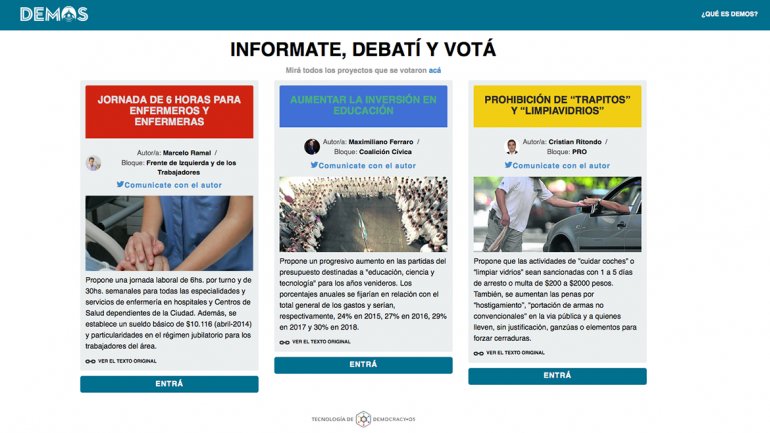 DEMOS
¿QUÉ ES DEMOS?
INFORMATE, DEBATÍ Y VOTÁ
Mirá todos los proyectos que se votaron acá
JORNADA DE 6 HORAS PARA
ENFERMEROS Y
ENFERMERAS
Autor/a: Marcelo Ramal /
Bloque: Frente de Izquierda y de los
Trabajadores
Comunicate con el autor
Propone una jornada laboral de 6hs. por turno y de
30hs. semanales para todas las especialidades y
servicios de enfermería en hospitales y Centros de
Salud dependientes de la Ciudad. Además, se
establece un sueldo básico de $10.116 (abril-2014)
y particularidades en el régimen jubilatorio para los
trabajadores del área.
VER EL TEXTO ORIGINAL
ENTRÁ
AUMENTAR LA INVERSIÓN EN
EDUCACIÓN
Autor/a: Maximiliano Ferraro /
Bloque: Coalición Cívica
Comunicate con el autor
Propone un progresivo aumento en las partidas del
presupuesto destinadas a "educación, ciencia y
tecnología" para los años venideros. Los
porcentajes anuales se fijarían en relación con el
total general de los gastos y serían,
respectivamente, 24% en 2015, 27% en 2016, 29%
en 2017 y 30% en 2018.
VER EL TEXTO ORIGINAL
ENTRÁ
PROHIBICIÓN DE “TRAPITOS”
Y “LIMPIAVIDRIOS”
Autor/a: Cristian Ritondo /
Bloque: PRO
Comunicate con el autor
Propone que las actividades de "cuidar coches" o
"limpiar vidrios" sean sancionadas con 1 a 5 días
de arresto o multa de $200 a $2000 pesos.
También, se aumentan las penas por
"hostigamiento", "portación de armas no
convencionales" en la vía pública y a quienes
lleven, sin justificación, ganzúas o elementos para
forzar cerraduras.
VER EL TEXTO ORIGINAL
ENTRÁ
TECNOLOGÍA DE DEMOCRACY•OS